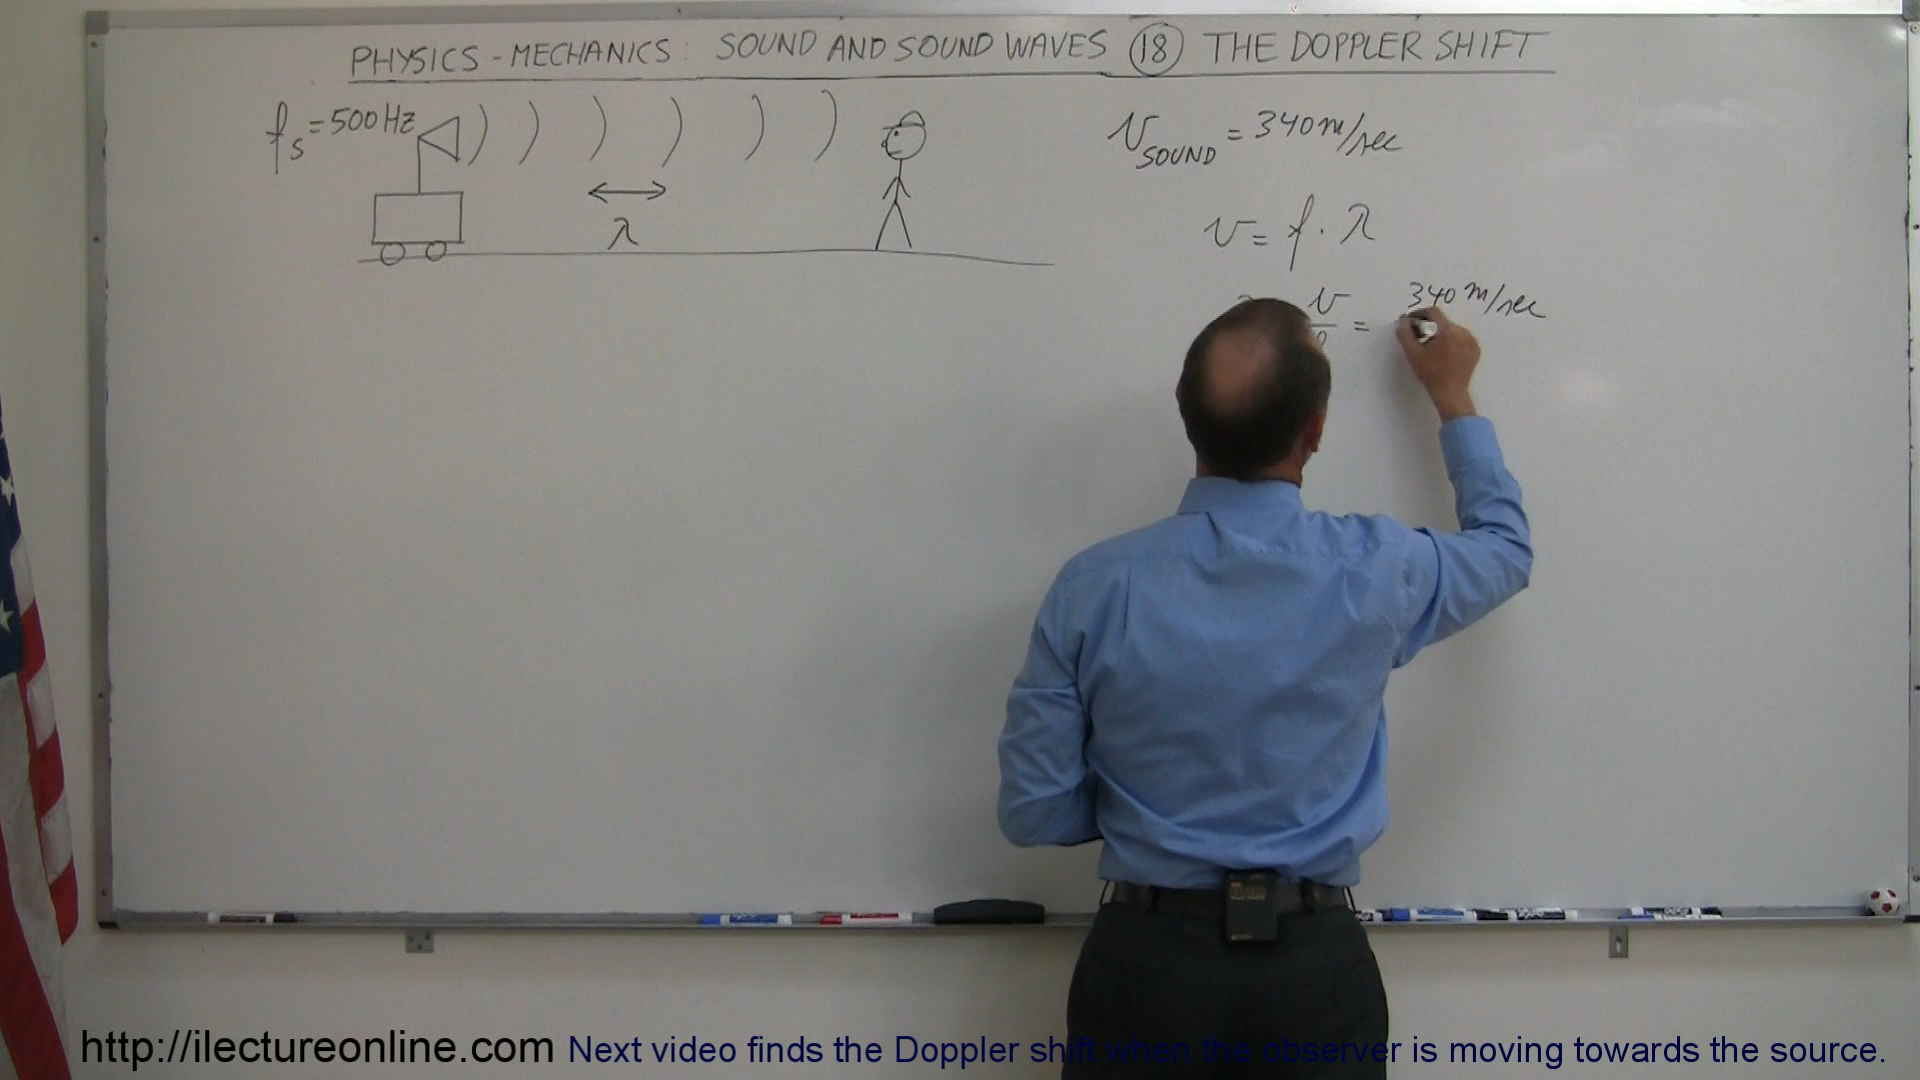 PHYSICS - MECHANICS: SOUND AND SOUND WAVES 18 THE DOPPLER SHIFT
fs = 500 Hz
λ
VSOUND = 340 m/sec
v = f · λ
v = 340 m/sec
http://ilectureonline.com Next video finds the Doppler shift when the observer is moving towards the source.